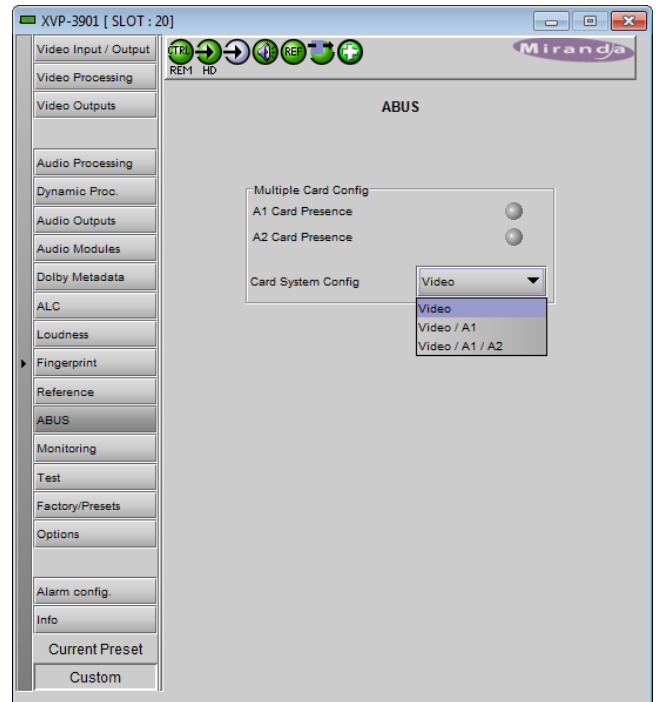 XVP-3901 [ SLOT : 20]
Video Input / Output
Video Processing
Video Outputs
Audio Processing
Dynamic Proc.
Audio Outputs
Audio Modules
Dolby Metadata
ALC
Loudness
Fingerprint
Reference
ABUS
Monitoring
Test
Factory/Presets
Options
Alarm config.
Info
Current Preset
Custom
CTRL
REF
REM HD
Miranda
ABUS
Multiple Card Config
A1 Card Presence
A2 Card Presence
Card System Config Video
Video
Video / A1
Video / A1 / A2